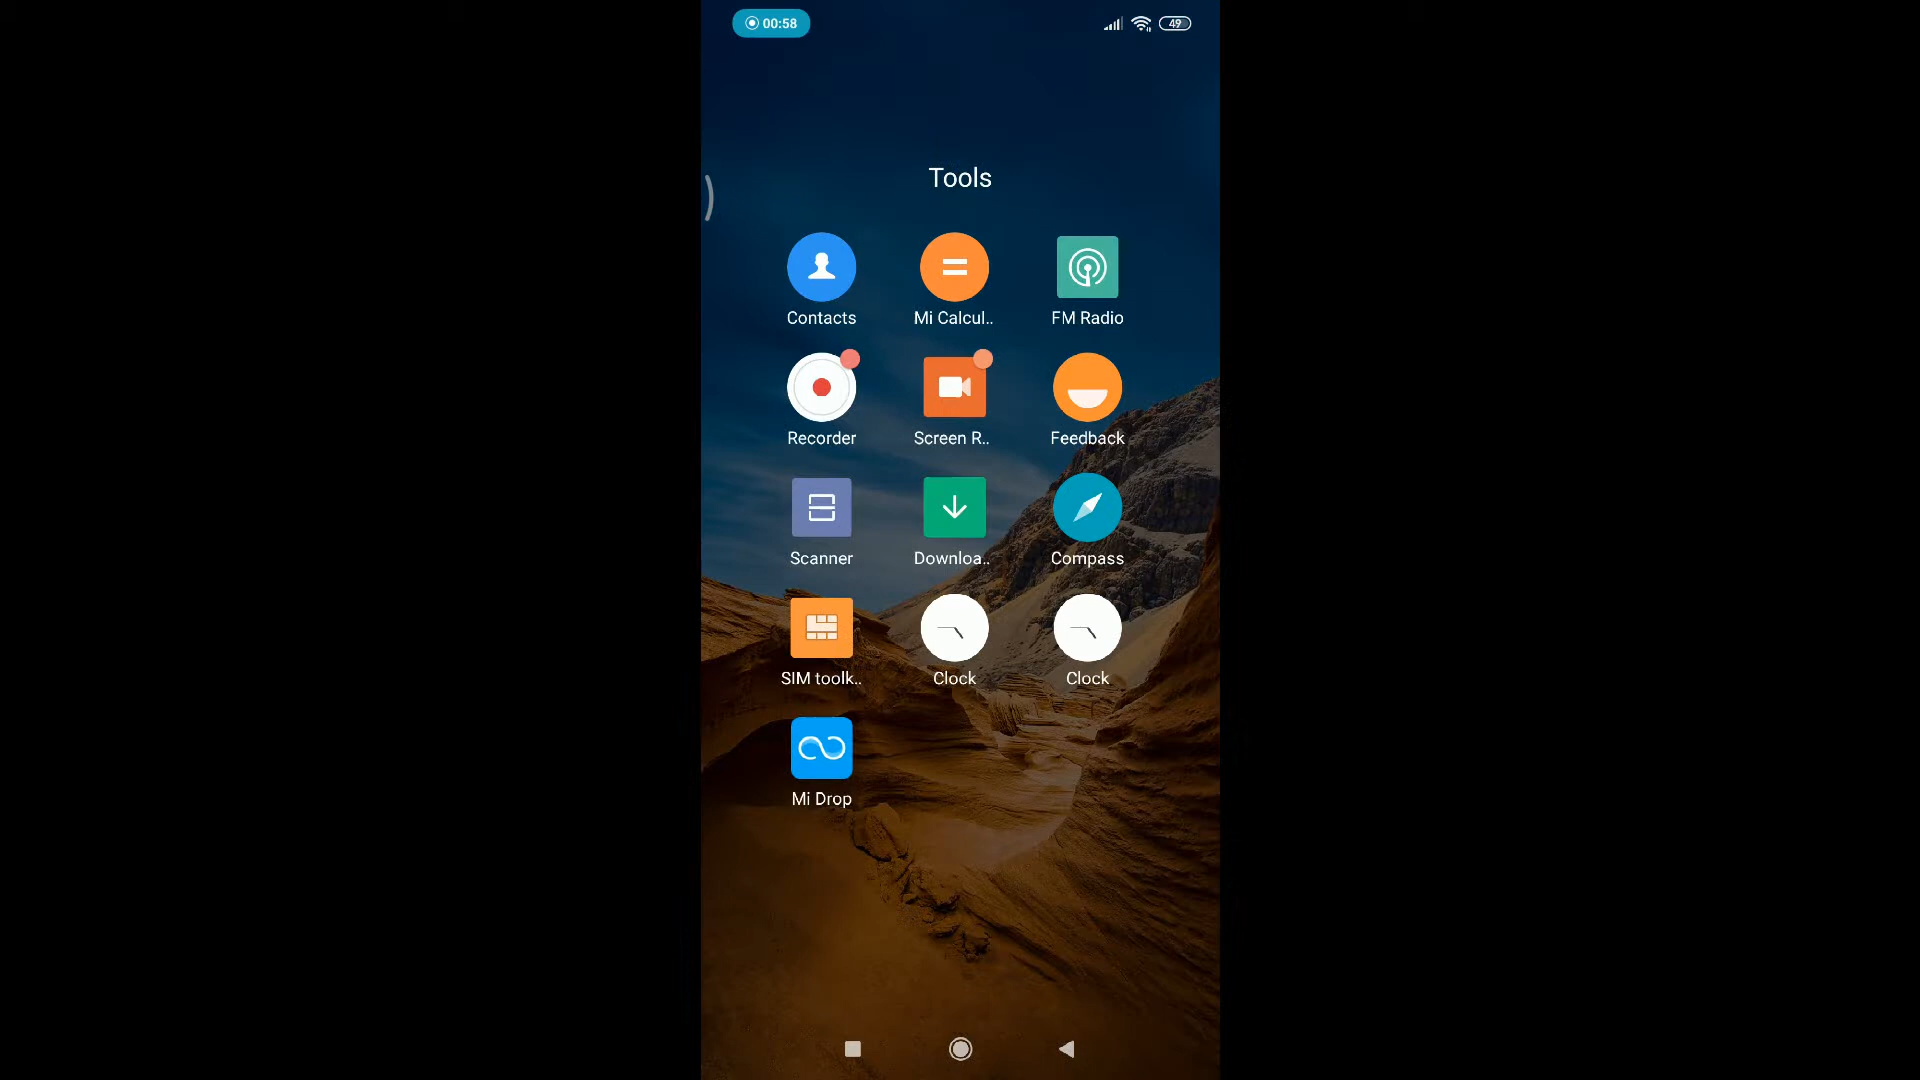 00:58
49
Tools
Contacts
Mi Calcul..
FM Radio
Recorder
Screen R..
Feedback
Scanner
Downloa..
Compass
SIM toolk..
Clock
Clock
Mi Drop